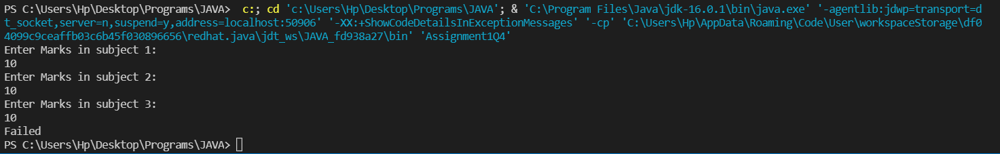 PS C:\Users\Hp\Desktop\Programs\JAVA>  c:; cd 'c:\Users\Hp\Desktop\Programs\JAVA'; & 'C:\Program Files\Java\jdk-16.0.1\bin\java.exe' '-agentlib:jdwp=transport=d
t_socket,server=n,suspend=y,address=localhost:50906' '-XX:+ShowCodeDetailsInExceptionMessages' '-cp' 'C:\Users\Hp\AppData\Roaming\Code\User\workspaceStorage\df0
4099c9ceaffb03c6b45f030896656\redhat.java\jdt_ws\JAVA_fd938a27\bin' 'Assignment1Q4'
Enter Marks in subject 1:
10
Enter Marks in subject 2:
10
Enter Marks in subject 3:
10
Failed
PS C:\Users\Hp\Desktop\Programs\JAVA>